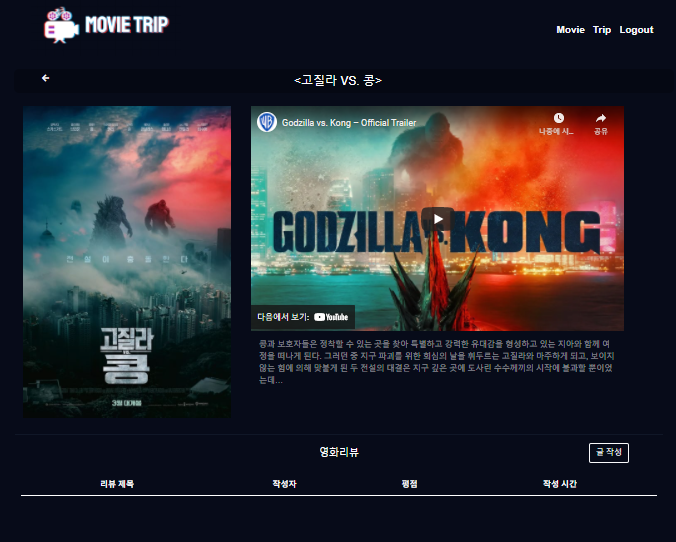 MOVIE TRIP
Movie Trip Logout
<고질라 VS. 콩>
전설이 충돌한다
고질라
VS.
콩
3월 대개봉
Godzilla vs. Kong – Official Trailer
나중에 시...
공유
GODZILLA VS. KONG
다음에서 보기: YouTube
콩과 보호자들은 정착할 수 있는 곳을 찾아 특별하고 강력한 유대감을 형성하고 있는 지아와 함께 여
정을 떠나게 된다. 그러던 중 지구 파괴를 위한 회심의 날을 휘두르는 고질라와 마주하게 되고, 보이지
않는 힘에 의해 맞붙게 된 두 전설의 대결은 지구 깊은 곳에 도사린 수수께끼의 시작에 불과할 뿐이었
는데...
영화리뷰
글 작성
리뷰 제목 작성자 평점 작성 시간